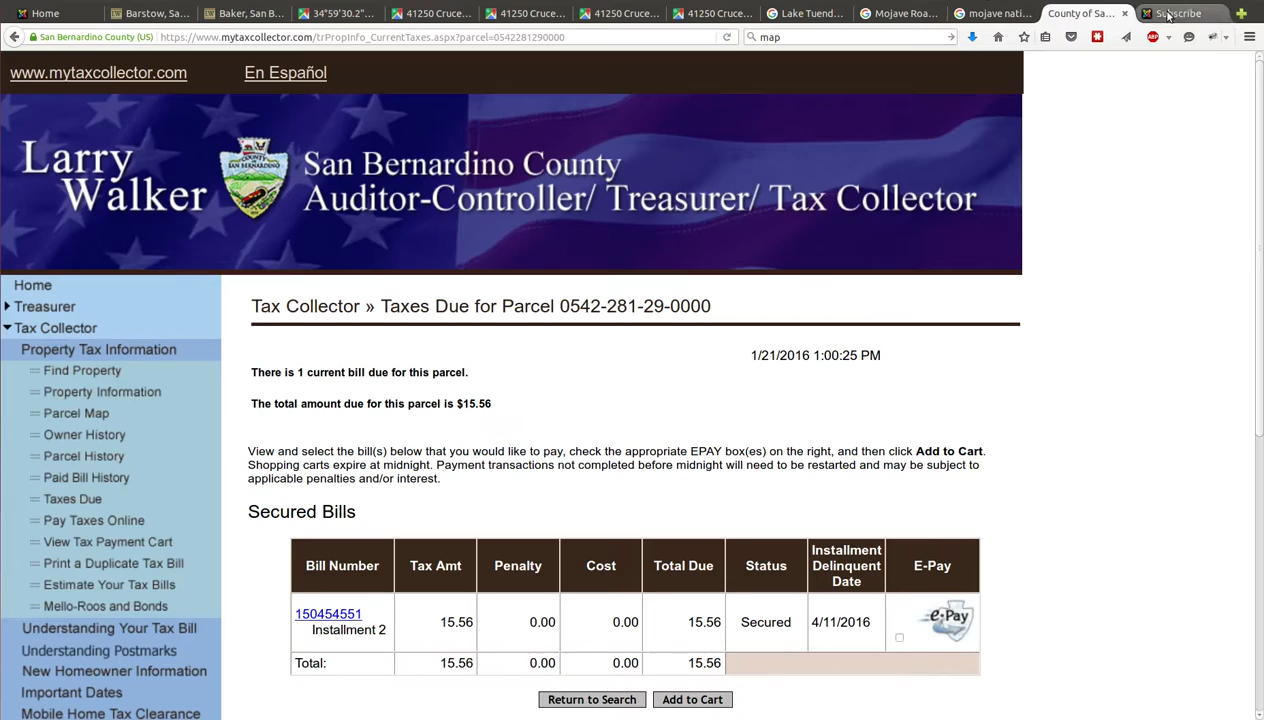 Home
Barstow, Sa...
Baker, San B...
34°59'30.2"...
41250 Cruce...
41250 Cruce...
41250 Cruce...
41250 Cruce...
Lake Tuend...
Mojave Roa...
mojave nati...
County of Sa...
Subscribe
San Bernardino County (US)
https://www.mytaxcollector.com/trPropInfo_CurrentTaxes.aspx?parcel=0542281290000
map
ABP
www.mytaxcollector.com
En Español
Larry
Walker
San Bernardino County
Auditor-Controller/ Treasurer/ Tax Collector
Home
Treasurer
Tax Collector
Property Tax Information
Find Property
Property Information
Parcel Map
Owner History
Parcel History
Paid Bill History
Taxes Due
Pay Taxes Online
View Tax Payment Cart
Print a Duplicate Tax Bill
Estimate Your Tax Bills
Mello-Roos and Bonds
Understanding Your Tax Bill
Understanding Postmarks
New Homeowner Information
Important Dates
Mobile Home Tax Clearance
Tax Collector » Taxes Due for Parcel 0542-281-29-0000
1/21/2016 1:00:25 PM
There is 1 current bill due for this parcel.
The total amount due for this parcel is $15.56
View and select the bill(s) below that you would like to pay, check the appropriate EPAY box(es) on the right, and then click Add to Cart.
Shopping carts expire at midnight. Payment transactions not completed before midnight will need to be restarted and may be subject to
applicable penalties and/or interest.
Secured Bills
Bill Number Tax Amt Penalty Cost Total Due Status Installment Delinquent Date E-Pay
150454551 Installment 2 15.56 0.00 0.00 15.56 Secured 4/11/2016 e-Pay
Total: 15.56 0.00 0.00 15.56
Return to Search Add to Cart